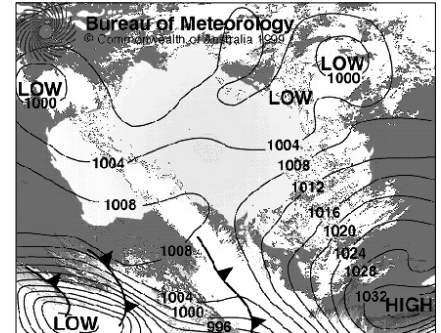 Bureau of Meteorology
© Commonwealth of Australia 1999
LOW
1000
LOW
1000
LOW
1004
1004
1008
1012
1008
1016
1020
1008
1024
1028
1004
1032
HIGH
1000
LOW
996